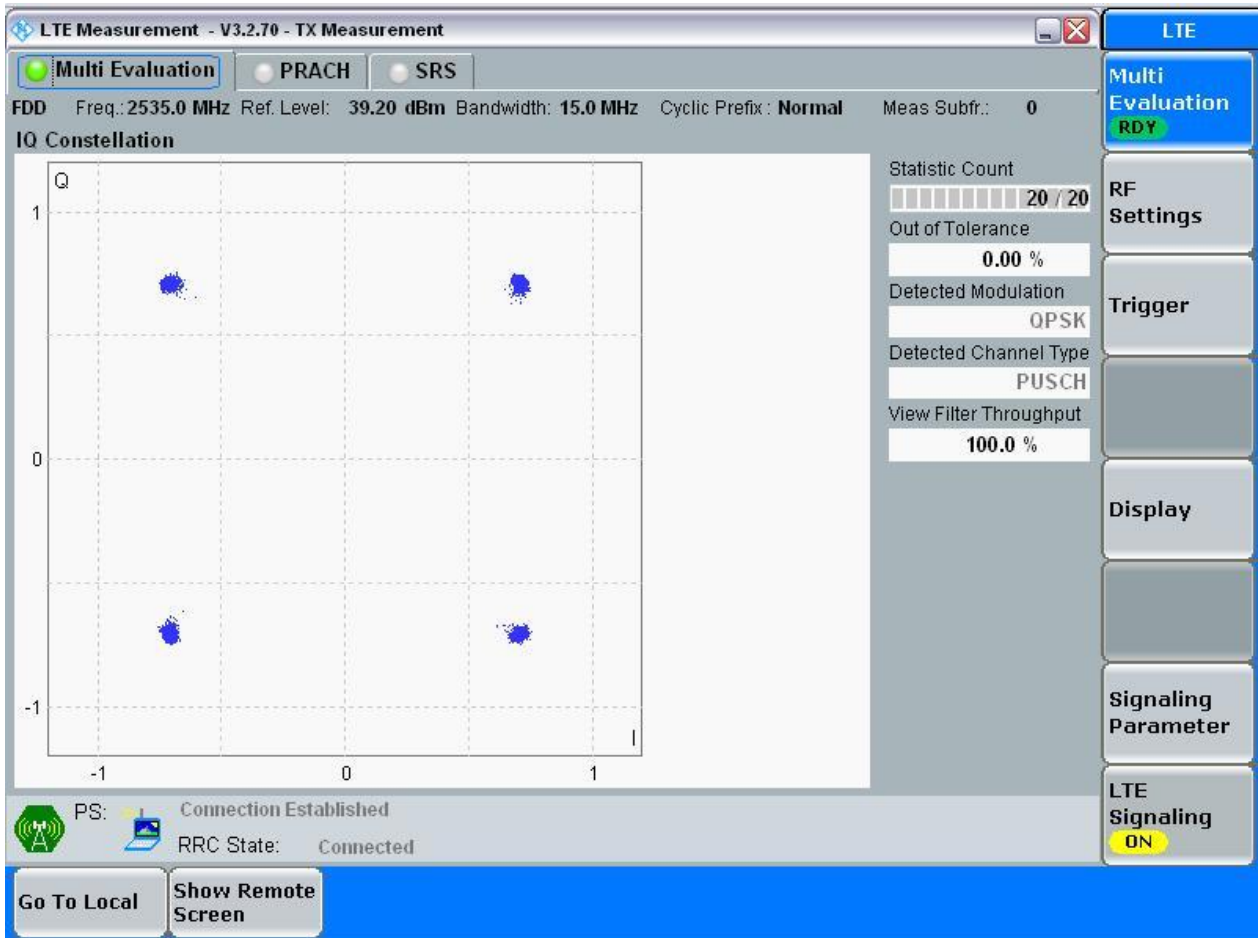 LTE Measurement - V3.2.70 - TX Measurement
LTE
Multi Evaluation PRACH SRS
FDD Freq.: 2535.0 MHz Ref. Level: 39.20 dBm Bandwidth: 15.0 MHz Cyclic Prefix : Normal Meas Subfr.: 0
IQ Constellation
Q
1
0
-1
-1 0 1
I
Statistic Count
20 / 20
Out of Tolerance
0.00 %
Detected Modulation
QPSK
Detected Channel Type
PUSCH
View Filter Throughput
100.0 %
Multi
Evaluation
RDY
RF
Settings
Trigger
Display
Signaling
Parameter
LTE
Signaling
ON
PS: Connection Established
RRC State: Connected
Go To Local
Show Remote
Screen